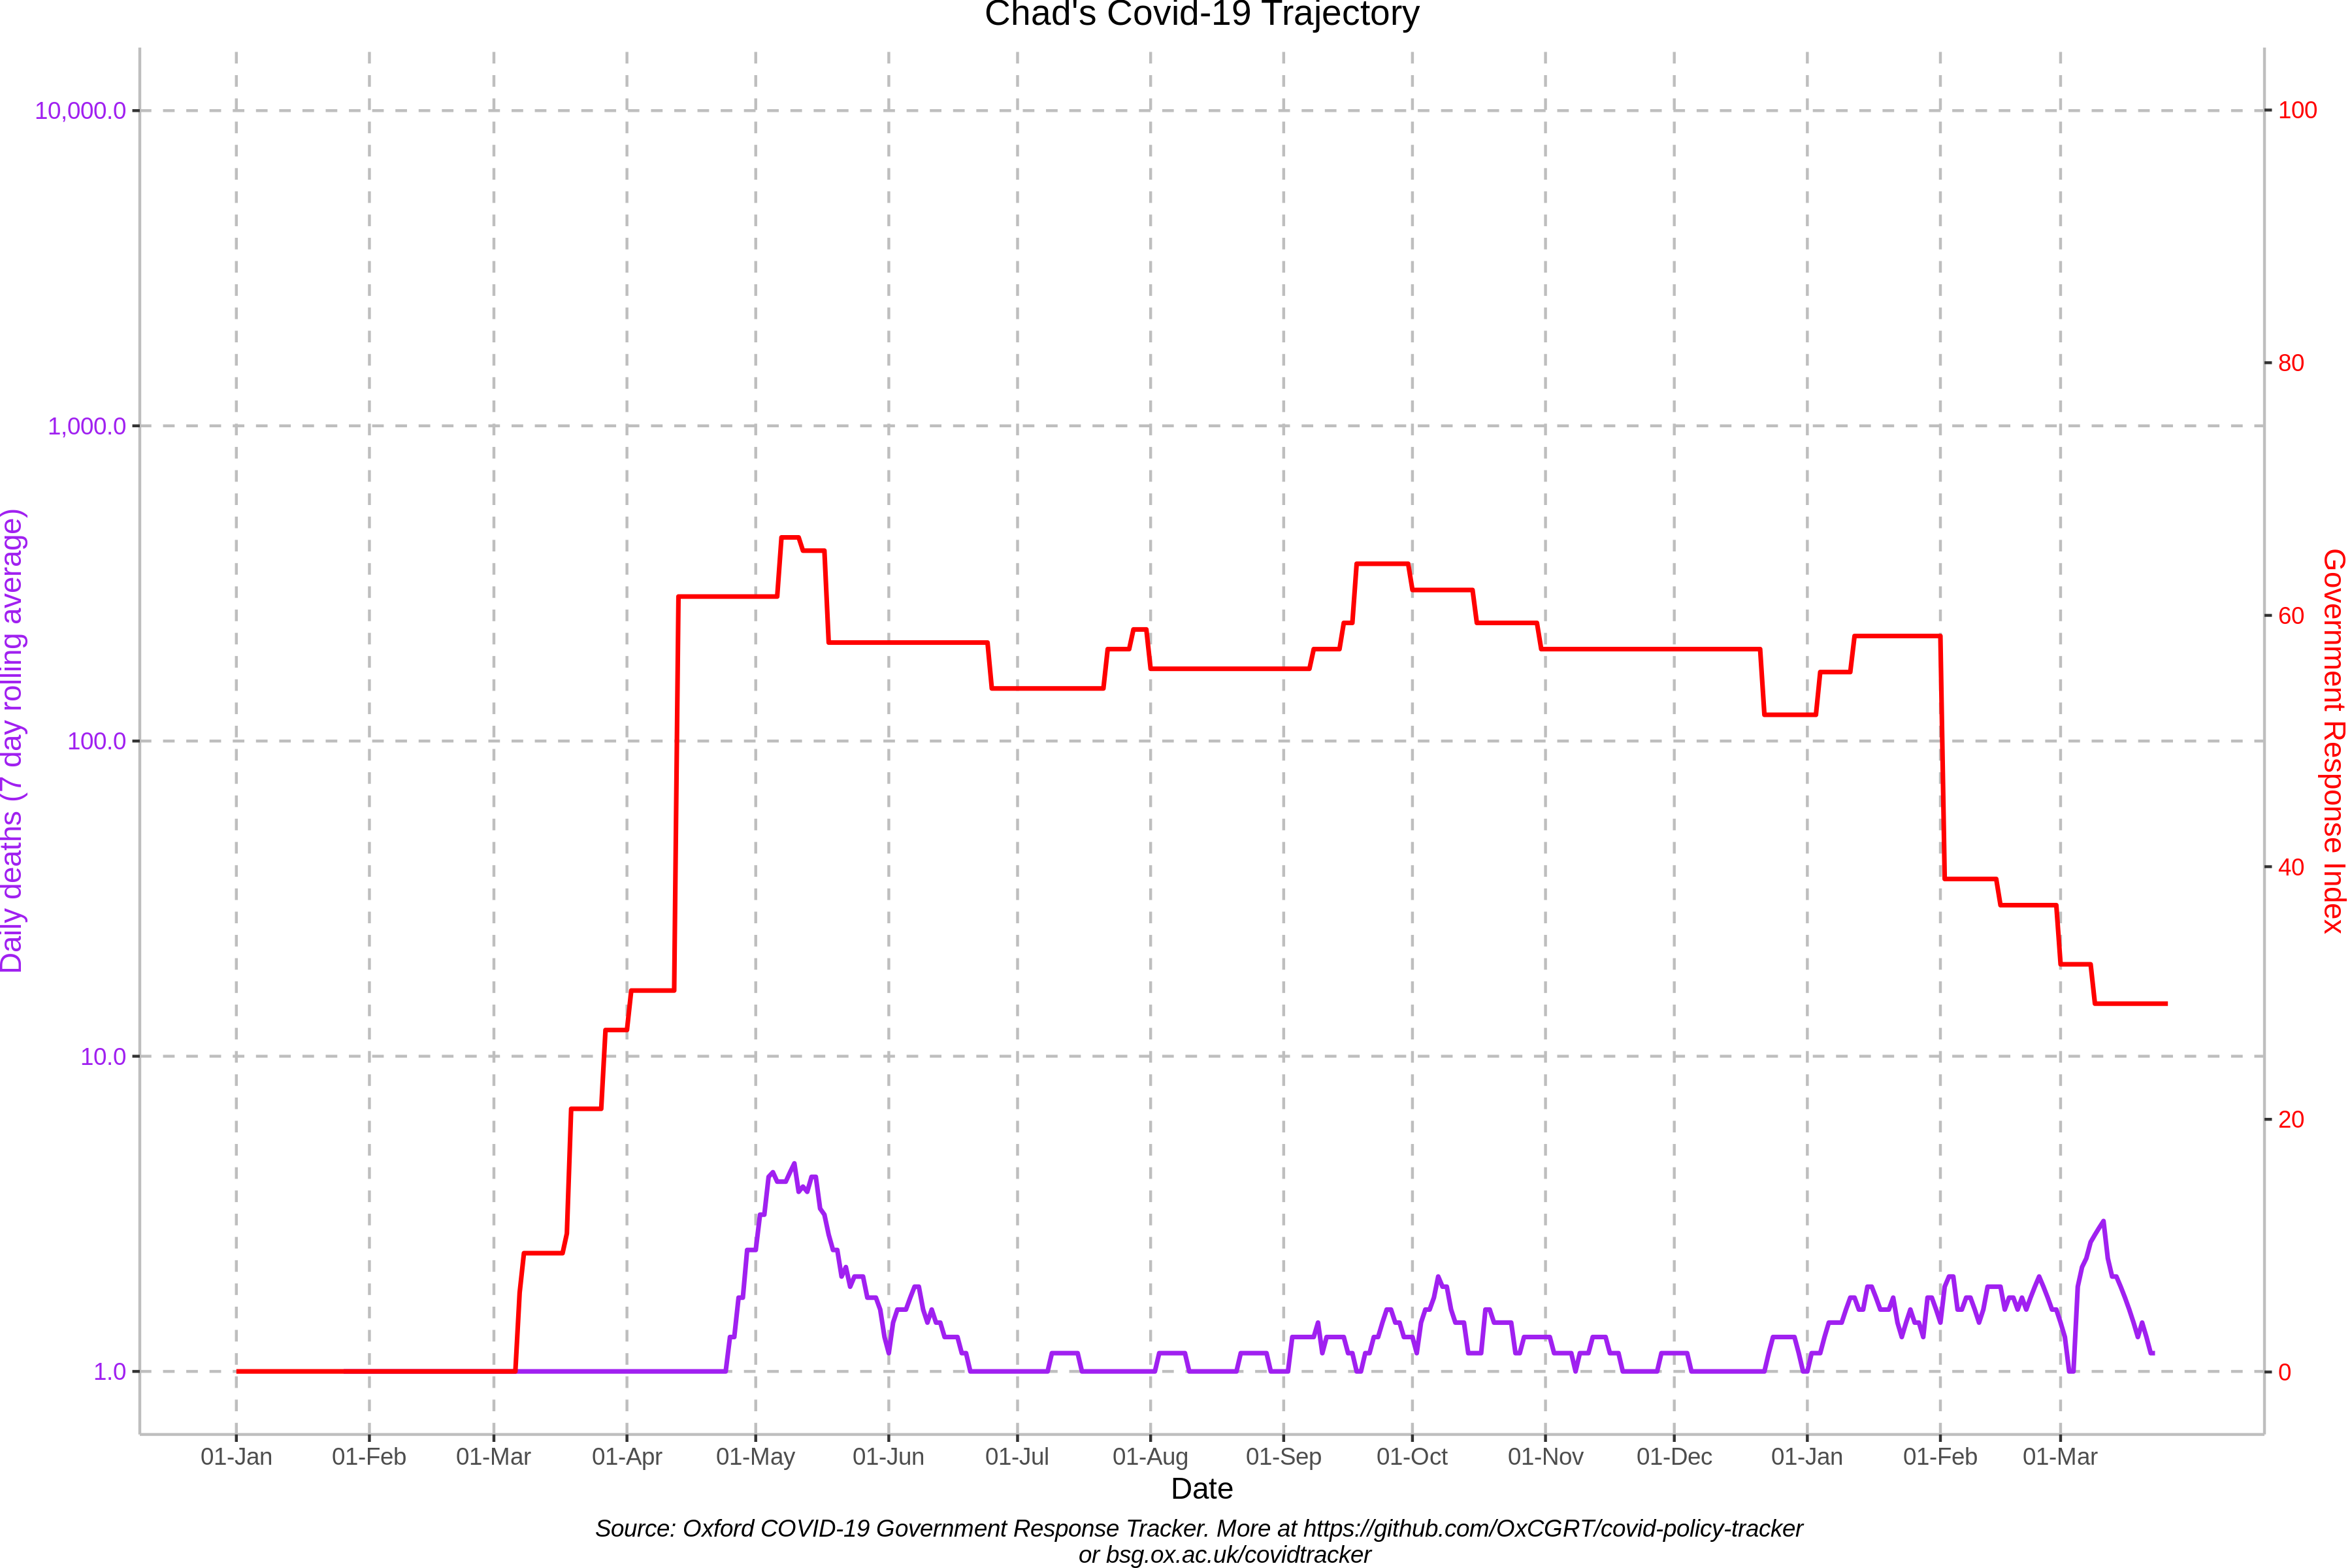 Chad's Covid-19 Trajectory
10,000.0
1,000.0
100.0
10.0
1.0
Daily deaths (7 day rolling average)
100
80
60
40
20
0
Government Response Index
01-Jan 01-Feb 01-Mar 01-Apr 01-May 01-Jun 01-Jul 01-Aug 01-Sep 01-Oct 01-Nov 01-Dec 01-Jan 01-Feb 01-Mar
Date
Source: Oxford COVID-19 Government Response Tracker. More at https://github.com/OxCGRT/covid-policy-tracker
or bsg.ox.ac.uk/covidtracker